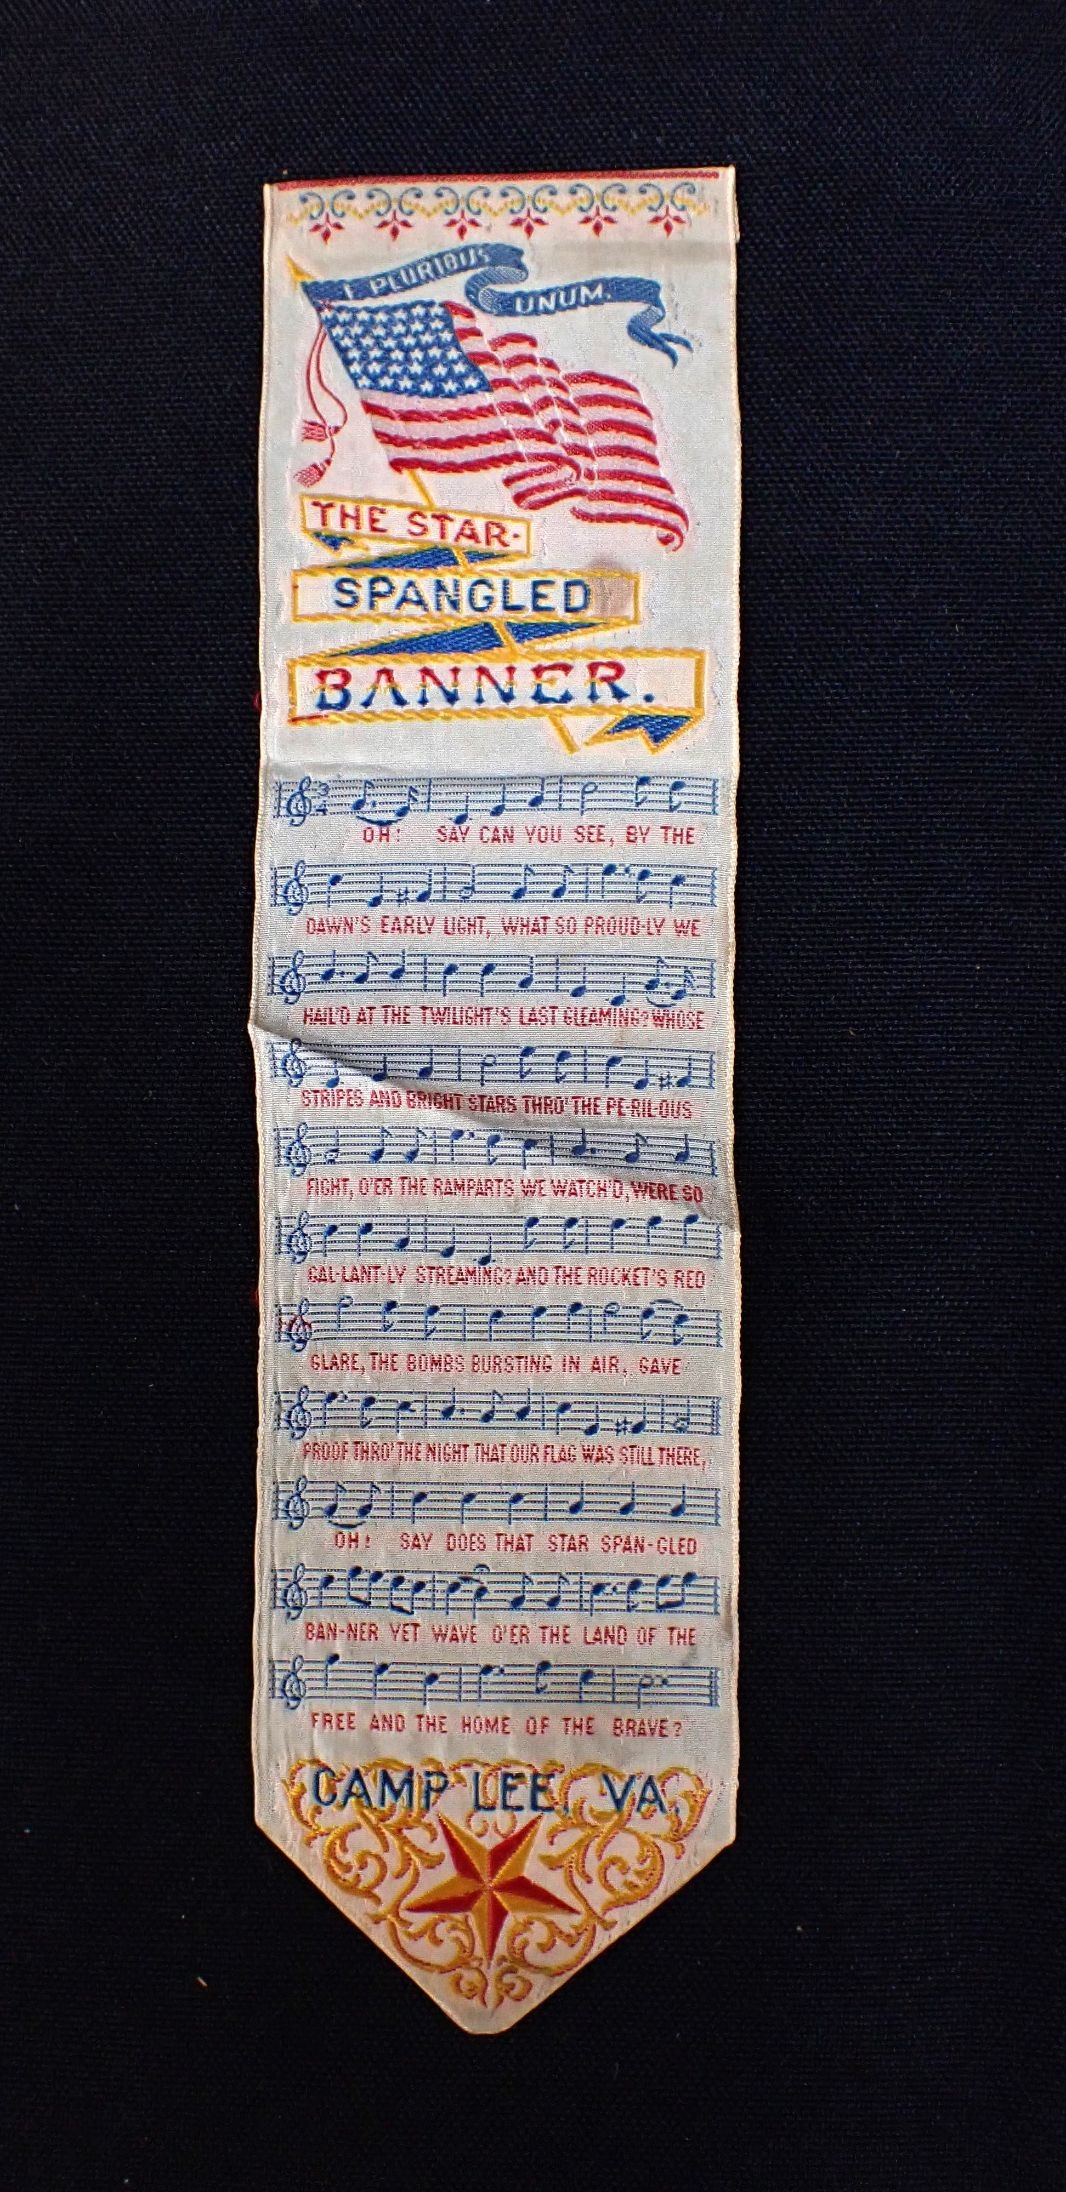 E PLURIBUS
UNUM.
THE STAR-
SPANGLED
BANNER.
OH! SAY CAN YOU SEE, BY THE
DAWN'S EARLY LIGHT, WHAT SO PROUD-LY WE
HAIL'D AT THE TWILIGHT'S LAST GLEAMING? WHOSE
STRIPES AND BRIGHT STARS THRO' THE PE-RIL-OUS
FIGHT, O'ER THE RAMPARTS WE WATCH'D, WERE SO
GAL-LANT-LY STREAMING? AND THE ROCKET'S RED
GLARE, THE BOMBS BURSTING IN AIR, GAVE
PROOF THRO' THE NIGHT THAT OUR FLAG WAS STILL THERE,
OH! SAY DOES THAT STAR SPAN-GLED
BAN-NER YET WAVE O'ER THE LAND OF THE
FREE AND THE HOME OF THE BRAVE?
CAMP LEE, VA.